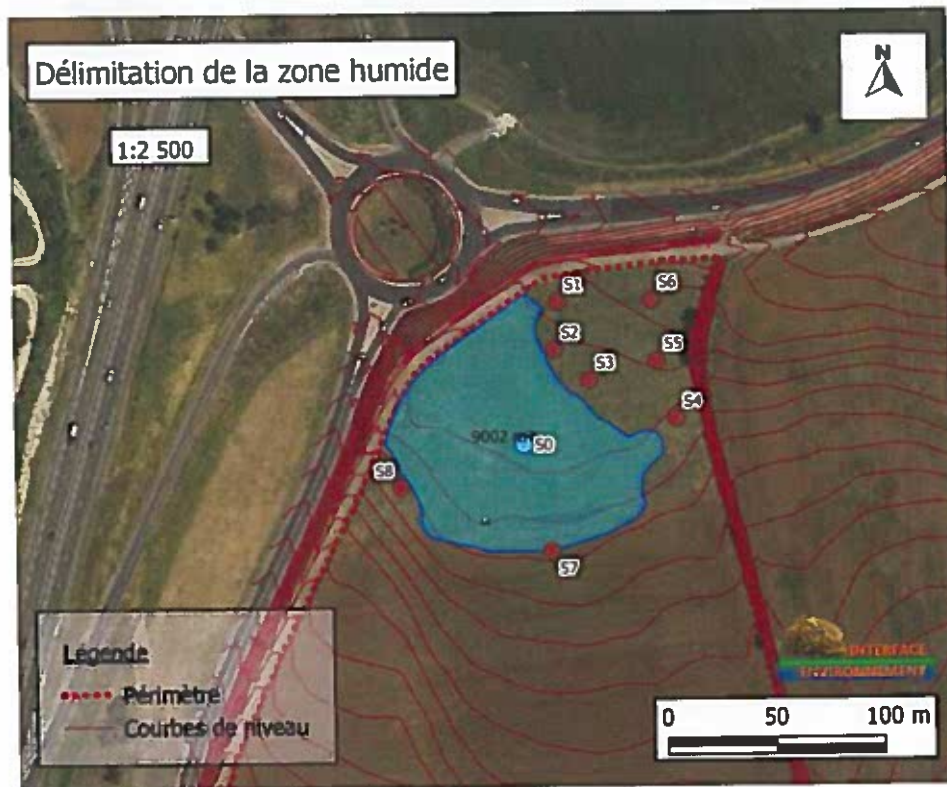 Délimitation de la zone humide
N
1:2 500
S1
S6
S2
S5
S3
S4
9002 m²
S0
S8
S7
Légende
Périmètre
Courbes de niveau
INTERFACE
ENVIRONNEMENT
0 50 100 m